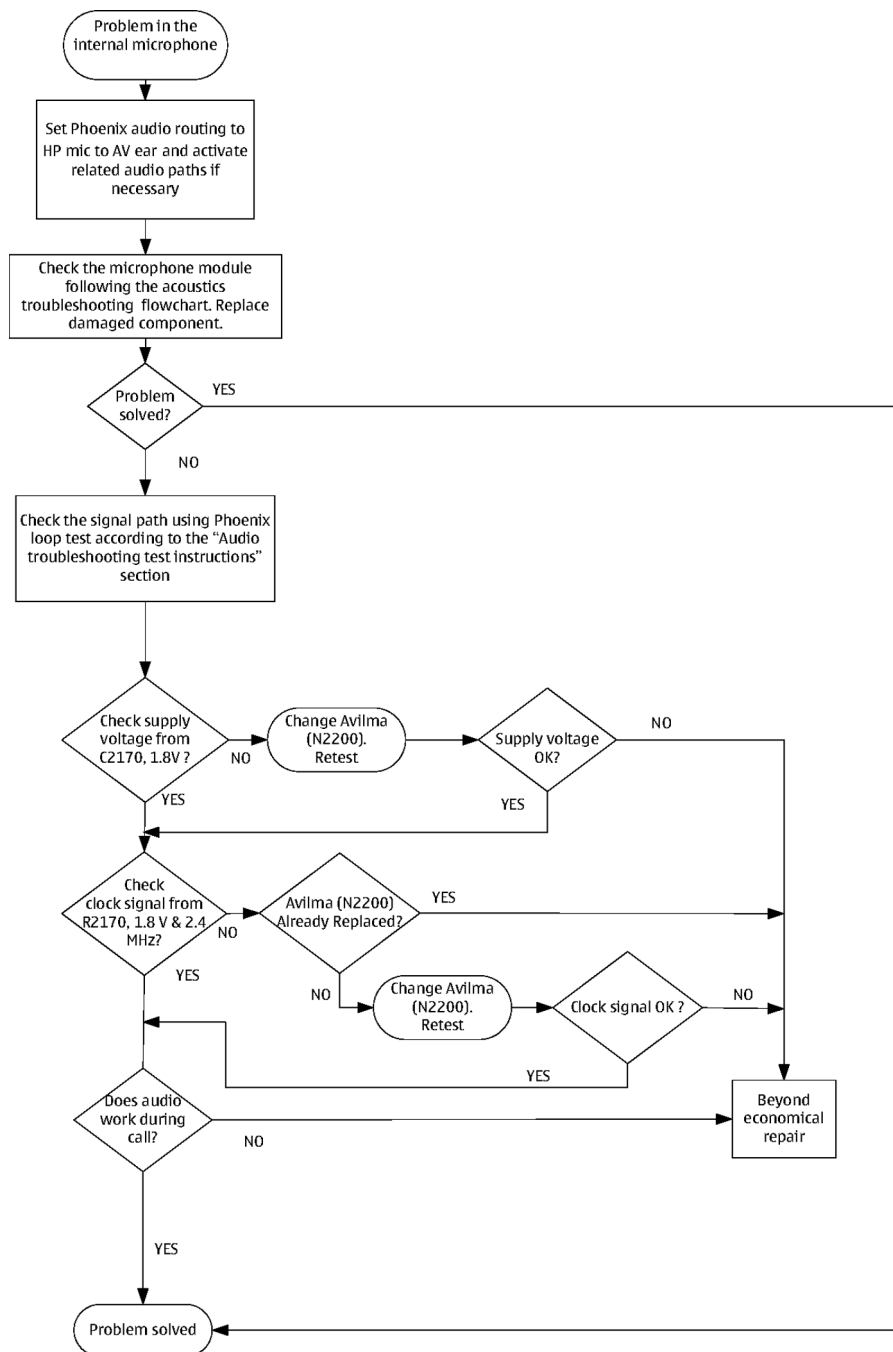 Problem in the
internal microphone
Set Phoenix audio routing to
HP mic to AV ear and activate
related audio paths if
necessary
Check the microphone module
following the acoustics
troubleshooting flowchart. Replace
damaged component.
Problem
solved?
YES
NO
Check the signal path using Phoenix
loop test according to the “Audio
troubleshooting test instructions”
section
Check supply
voltage from
C2170, 1.8V ?
NO
YES
Change Avilma
(N2200).
Retest
Supply voltage
OK?
NO
YES
Check
clock signal from
R2170, 1.8 V & 2.4
MHz?
NO
YES
Avilma (N2200)
Already Replaced?
YES
NO
Change Avilma
(N2200).
Retest
Clock signal OK ?
NO
YES
Does audio
work during
call?
NO
YES
Beyond
economical
repair
Problem solved